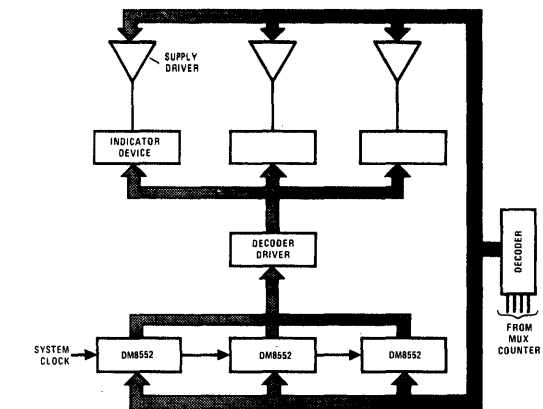 SUPPLY
DRIVER
INDICATOR
DEVICE
DECODER
DRIVER
DECODER
FROM
MUX
COUNTER
SYSTEM
CLOCK
DM8552
DM8552
DM8552